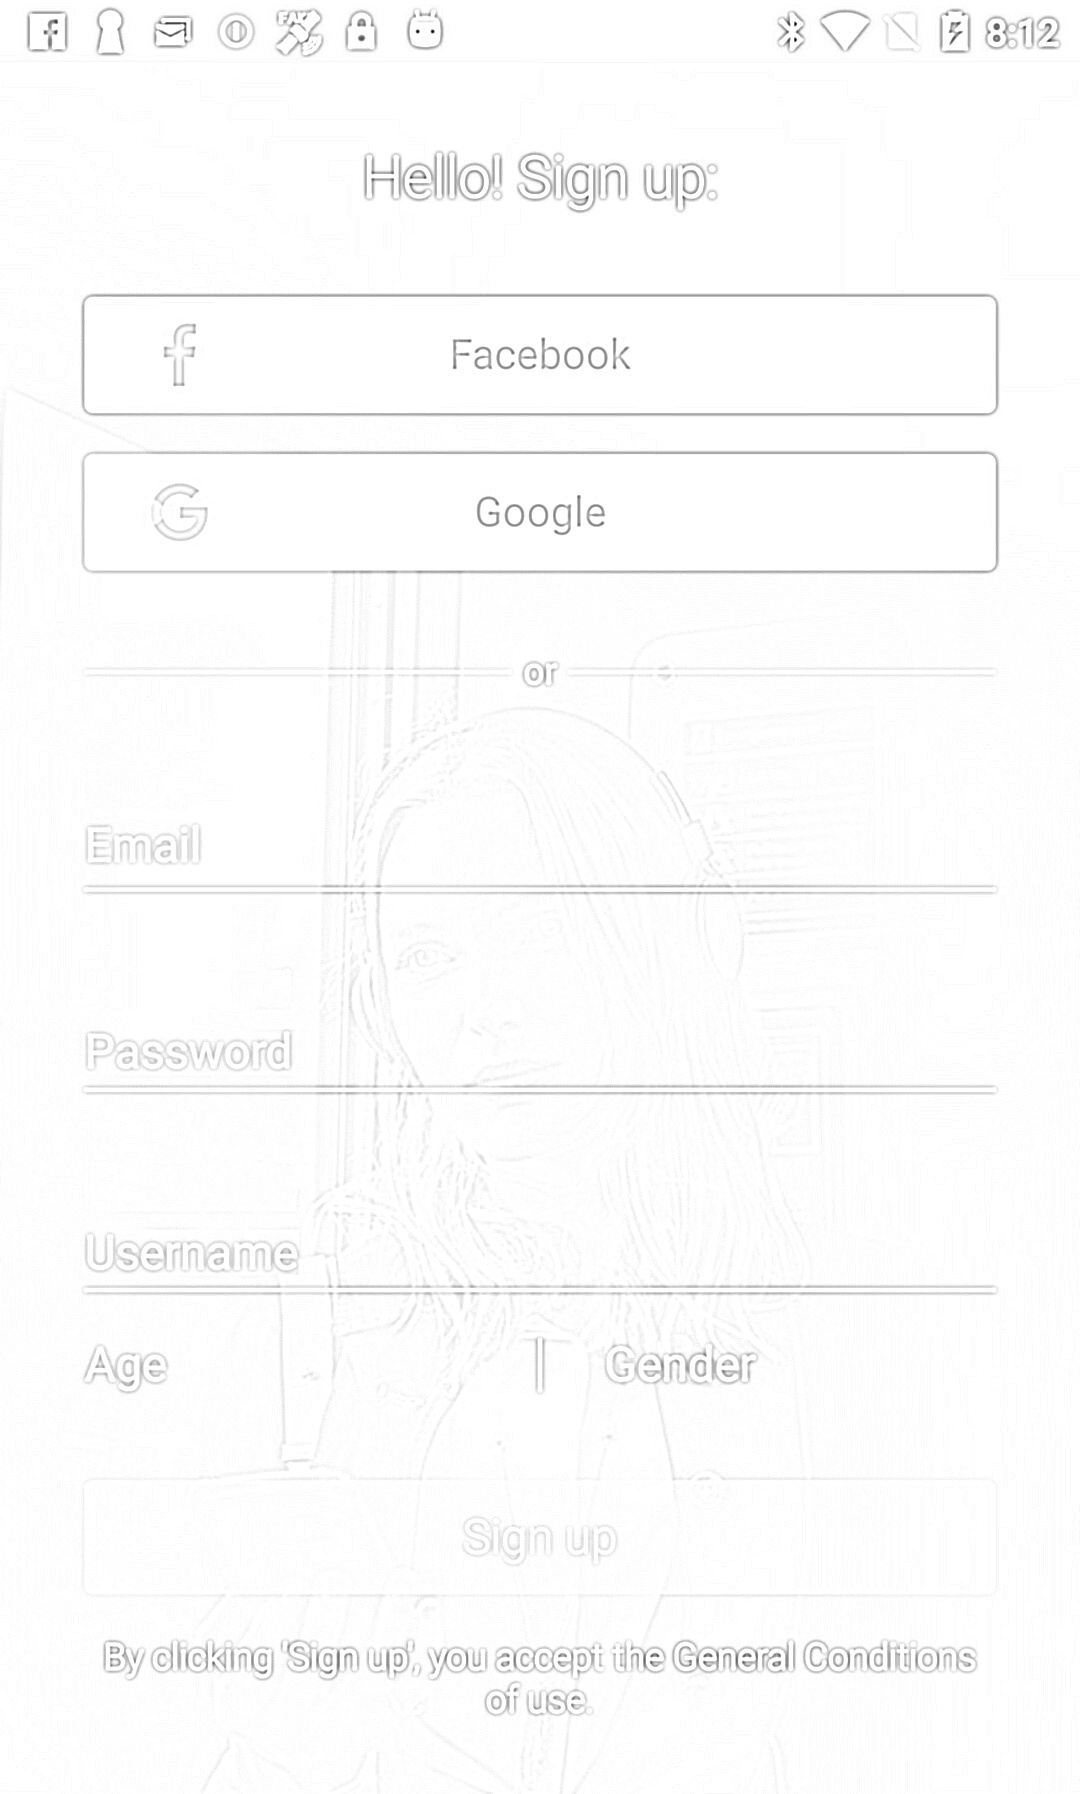 8:12
Hello! Sign up:
Facebook
Google
or
Email
Password
Username
Age
Gender
Sign up
By clicking 'Sign up', you accept the General Conditions
of use.